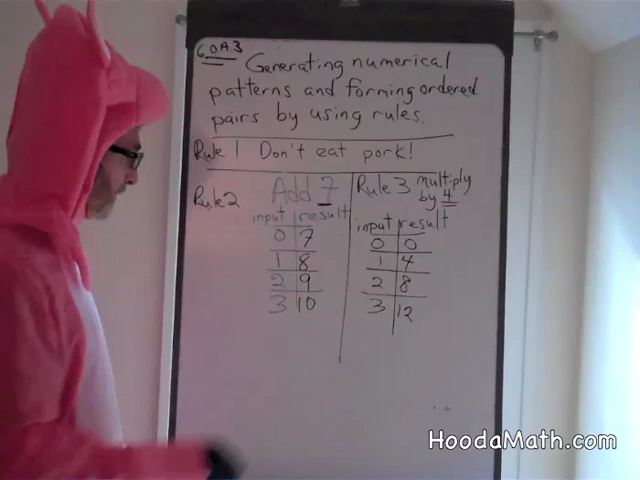 5.OA.3 Generating numerical
patterns and forming ordered
pairs by using rules.
Rule 1 Don't eat pork!
Rule 2 Add 7
input result
0 7
1 8
2 9
3 10
Rule 3 multiply
by 4
input result
0 0
1 4
2 8
3 12
HoodaMath.com